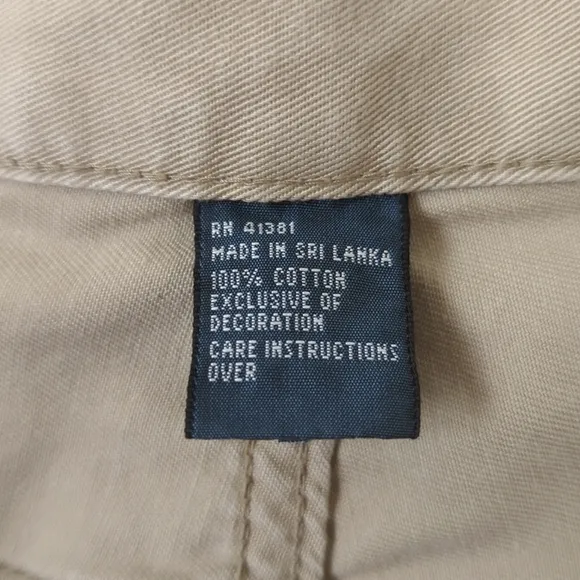 RN 41381
MADE IN SRI LANKA
100% COTTON
EXCLUSIVE OF
DECORATION
CARE INSTRUCTIONS
OVER